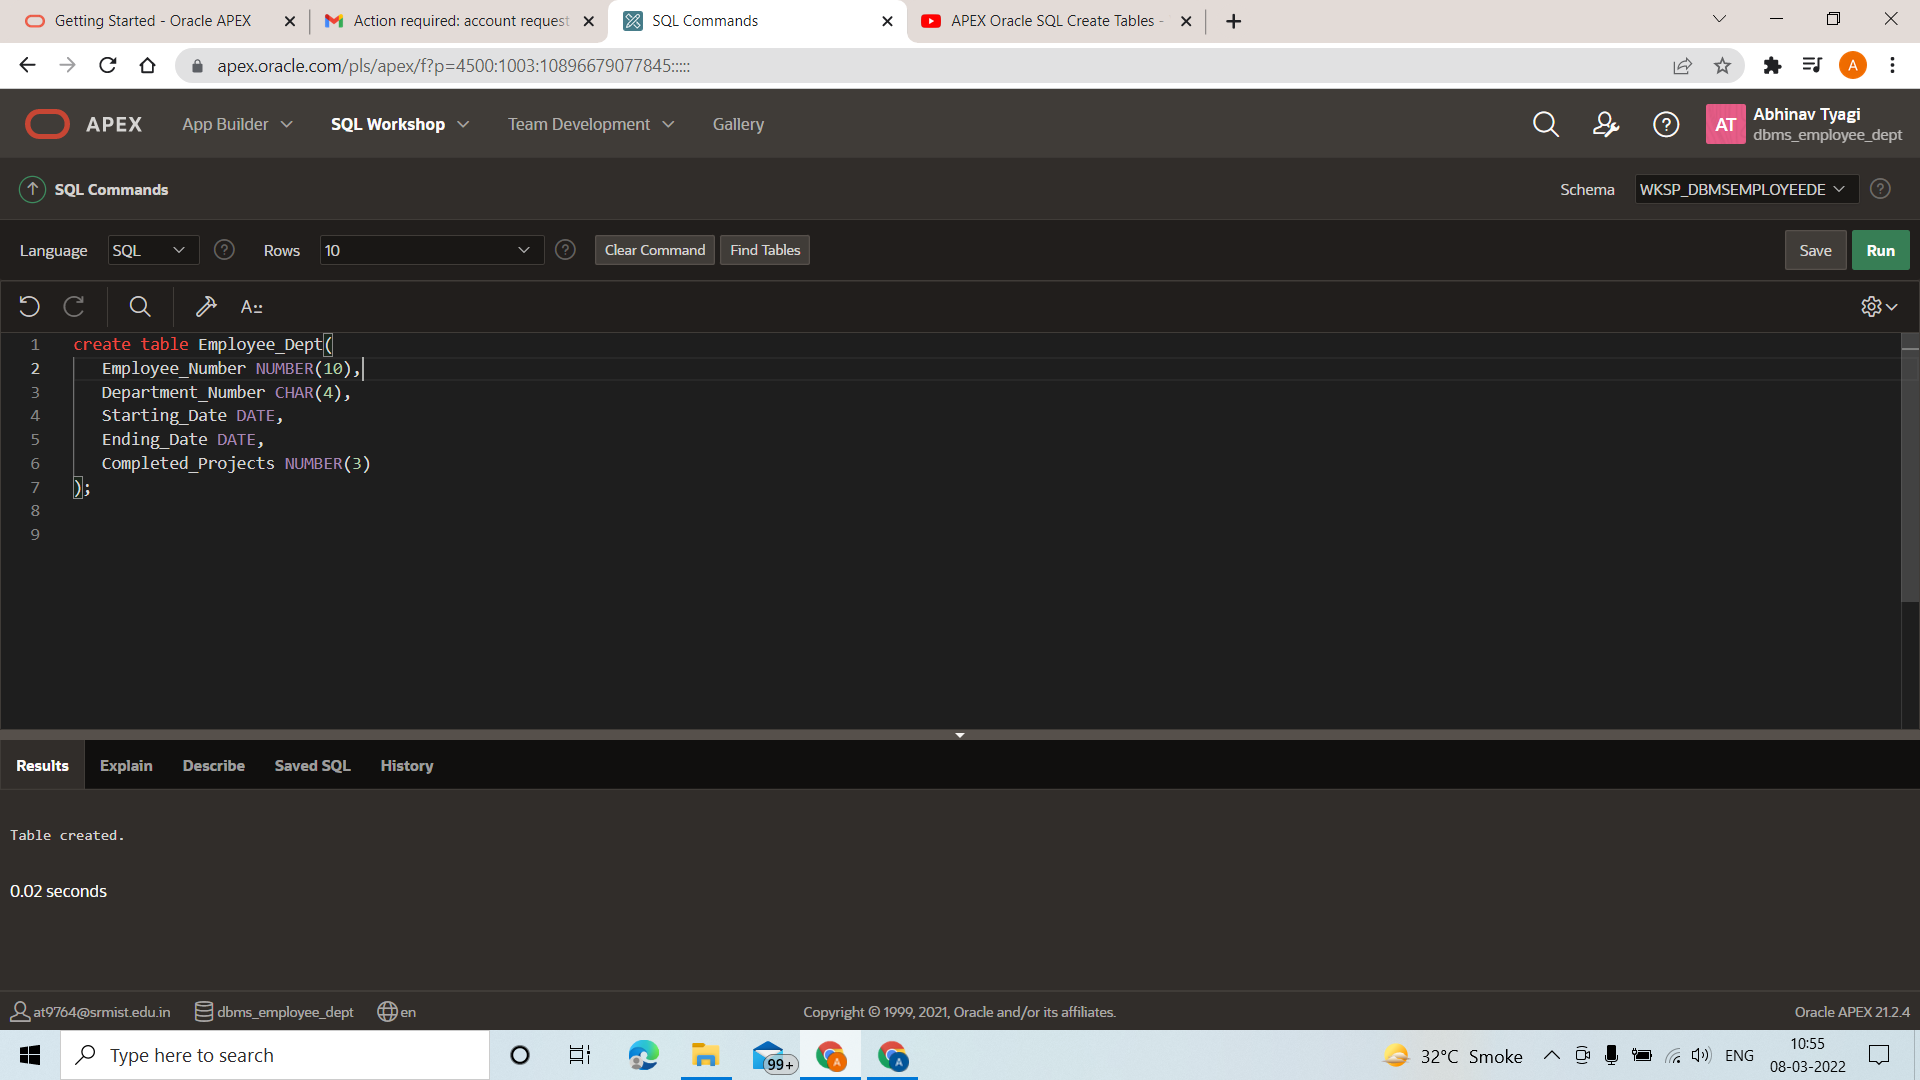 Getting Started - Oracle APEX
Action required: account request
SQL Commands
APEX Oracle SQL Create Tables -
apex.oracle.com/pls/apex/f?p=4500:1003:10896679077845:::::
A
APEX
App Builder
SQL Workshop
Team Development
Gallery
AT
Abhinav Tyagi
dbms_employee_dept
SQL Commands
Schema
WKSP_DBMSEMPLOYEEDE
Language
SQL
Rows
10
Clear Command
Find Tables
Save
Run
A::
1 create table Employee_Dept(
2 Employee_Number NUMBER(10),
3 Department_Number CHAR(4),
4 Starting_Date DATE,
5 Ending_Date DATE,
6 Completed_Projects NUMBER(3)
7 );
8
9
Results
Explain
Describe
Saved SQL
History
Table created.
0.02 seconds
at9764@srmist.edu.in
dbms_employee_dept
en
Copyright © 1999, 2021, Oracle and/or its affiliates.
Oracle APEX 21.2.4
Type here to search
99+
A
A
32°C Smoke
ENG
10:55
08-03-2022